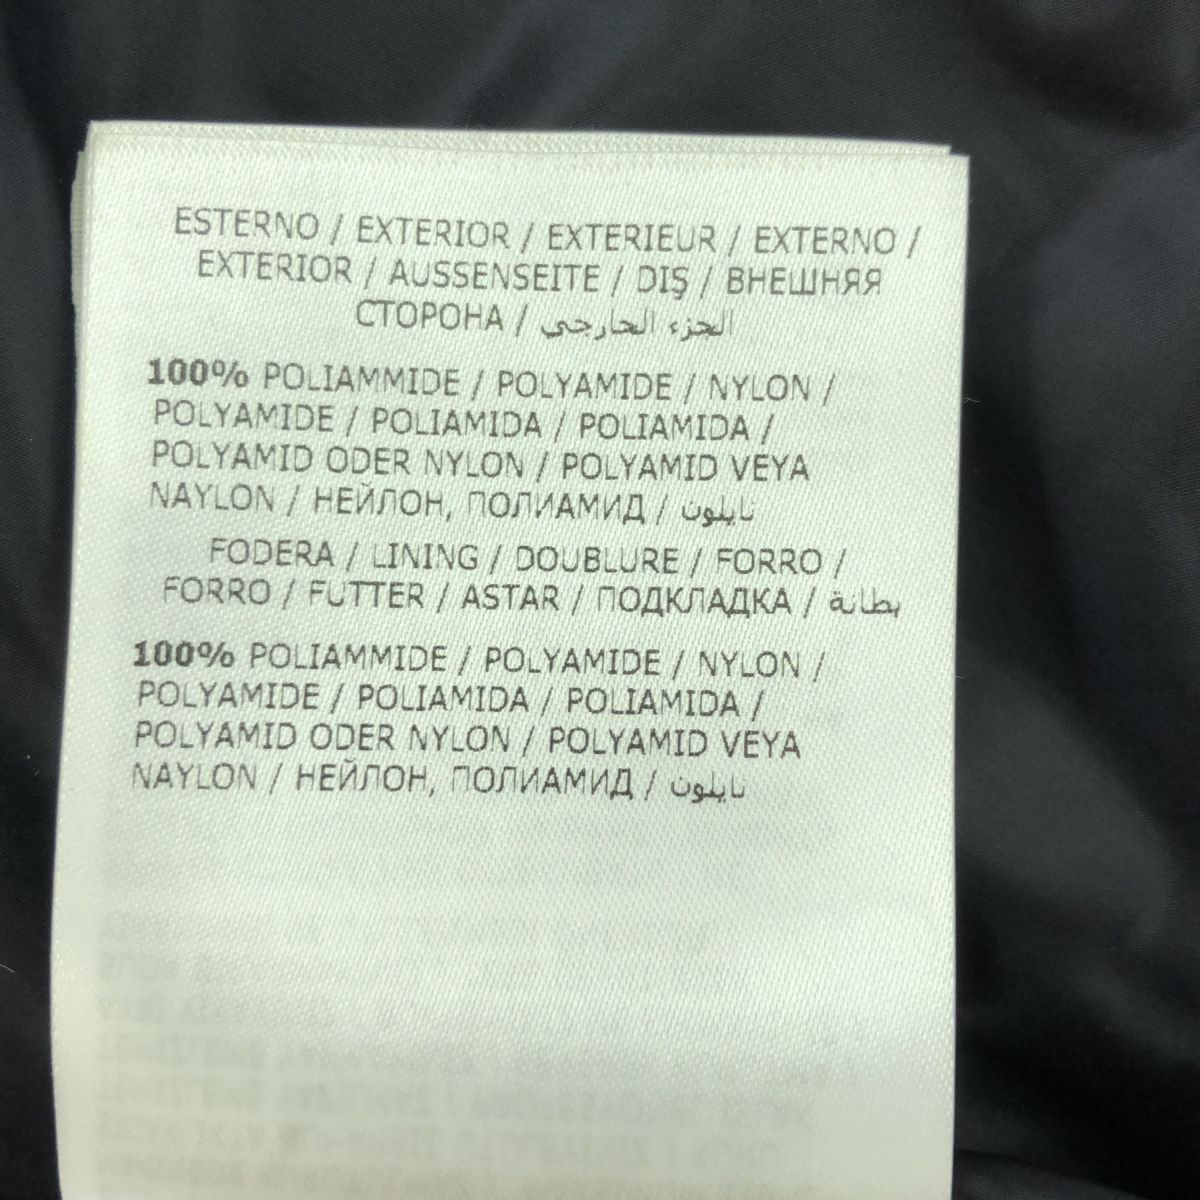 ESTERNO / EXTERIOR / EXTERIEUR / EXTERNO /
EXTERIOR / AUSSENSEITE / DIŞ / ВНЕШНЯЯ
СТОРОНА / الجزء الخارجي
100% POLIAMMIDE / POLYAMIDE / NYLON /
POLYAMIDE / POLIAMIDA / POLIAMIDA /
POLYAMID ODER NYLON / POLYAMID VEYA
NAYLON / НЕЙЛОН, ПОЛИАМИД / نايلون
FODERA / LINING / DOUBLURE / FORRO /
FORRO / FUTTER / ASTAR / ПОДКЛАДКА / بطانة
100% POLIAMMIDE / POLYAMIDE / NYLON /
POLYAMIDE / POLIAMIDA / POLIAMIDA /
POLYAMID ODER NYLON / POLYAMID VEYA
NAYLON / НЕЙЛОН, ПОЛИАМИД / نايلون